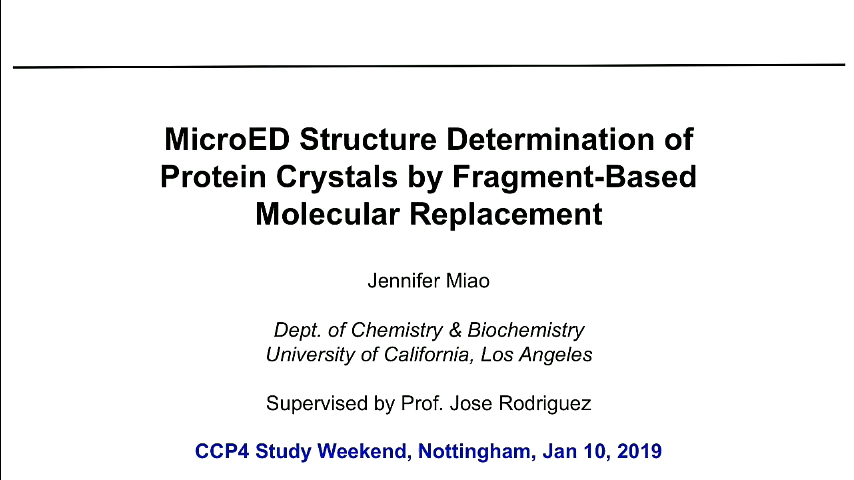 MicroED Structure Determination of
Protein Crystals by Fragment-Based
Molecular Replacement
Jennifer Miao
Dept. of Chemistry & Biochemistry
University of California, Los Angeles
Supervised by Prof. Jose Rodriguez
CCP4 Study Weekend, Nottingham, Jan 10, 2019